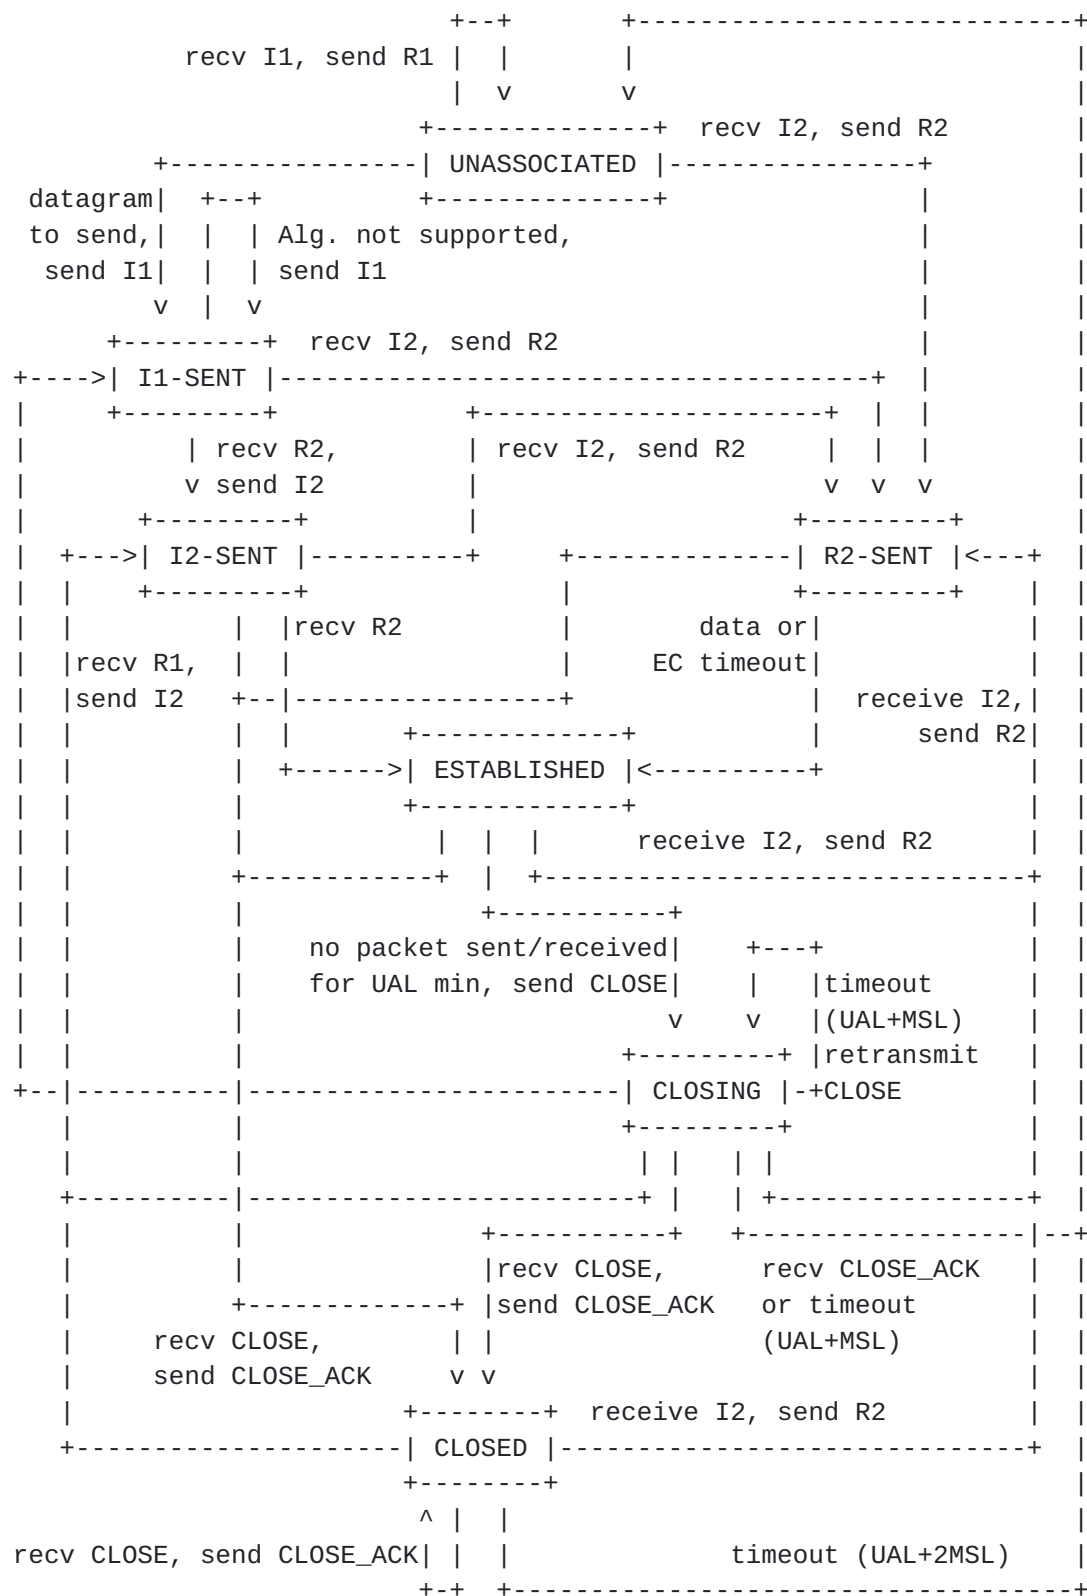 recv I1, send R1
recv I2, send R2
UNASSOCIATED
datagram
to send, Alg. not supported,
send I1 send I1
recv I2, send R2
I1-SENT
recv R2, recv I2, send R2
send I2
I2-SENT R2-SENT
recv R2 data or
recv R1, EC timeout
send I2 receive I2,
send R2
ESTABLISHED
receive I2, send R2
no packet sent/received
for UAL min, send CLOSE timeout
(UAL+MSL)
retransmit
CLOSING CLOSE
recv CLOSE, recv CLOSE_ACK
send CLOSE_ACK or timeout
recv CLOSE, (UAL+MSL)
send CLOSE_ACK
receive I2, send R2
CLOSED
recv CLOSE, send CLOSE_ACK timeout (UAL+2MSL)